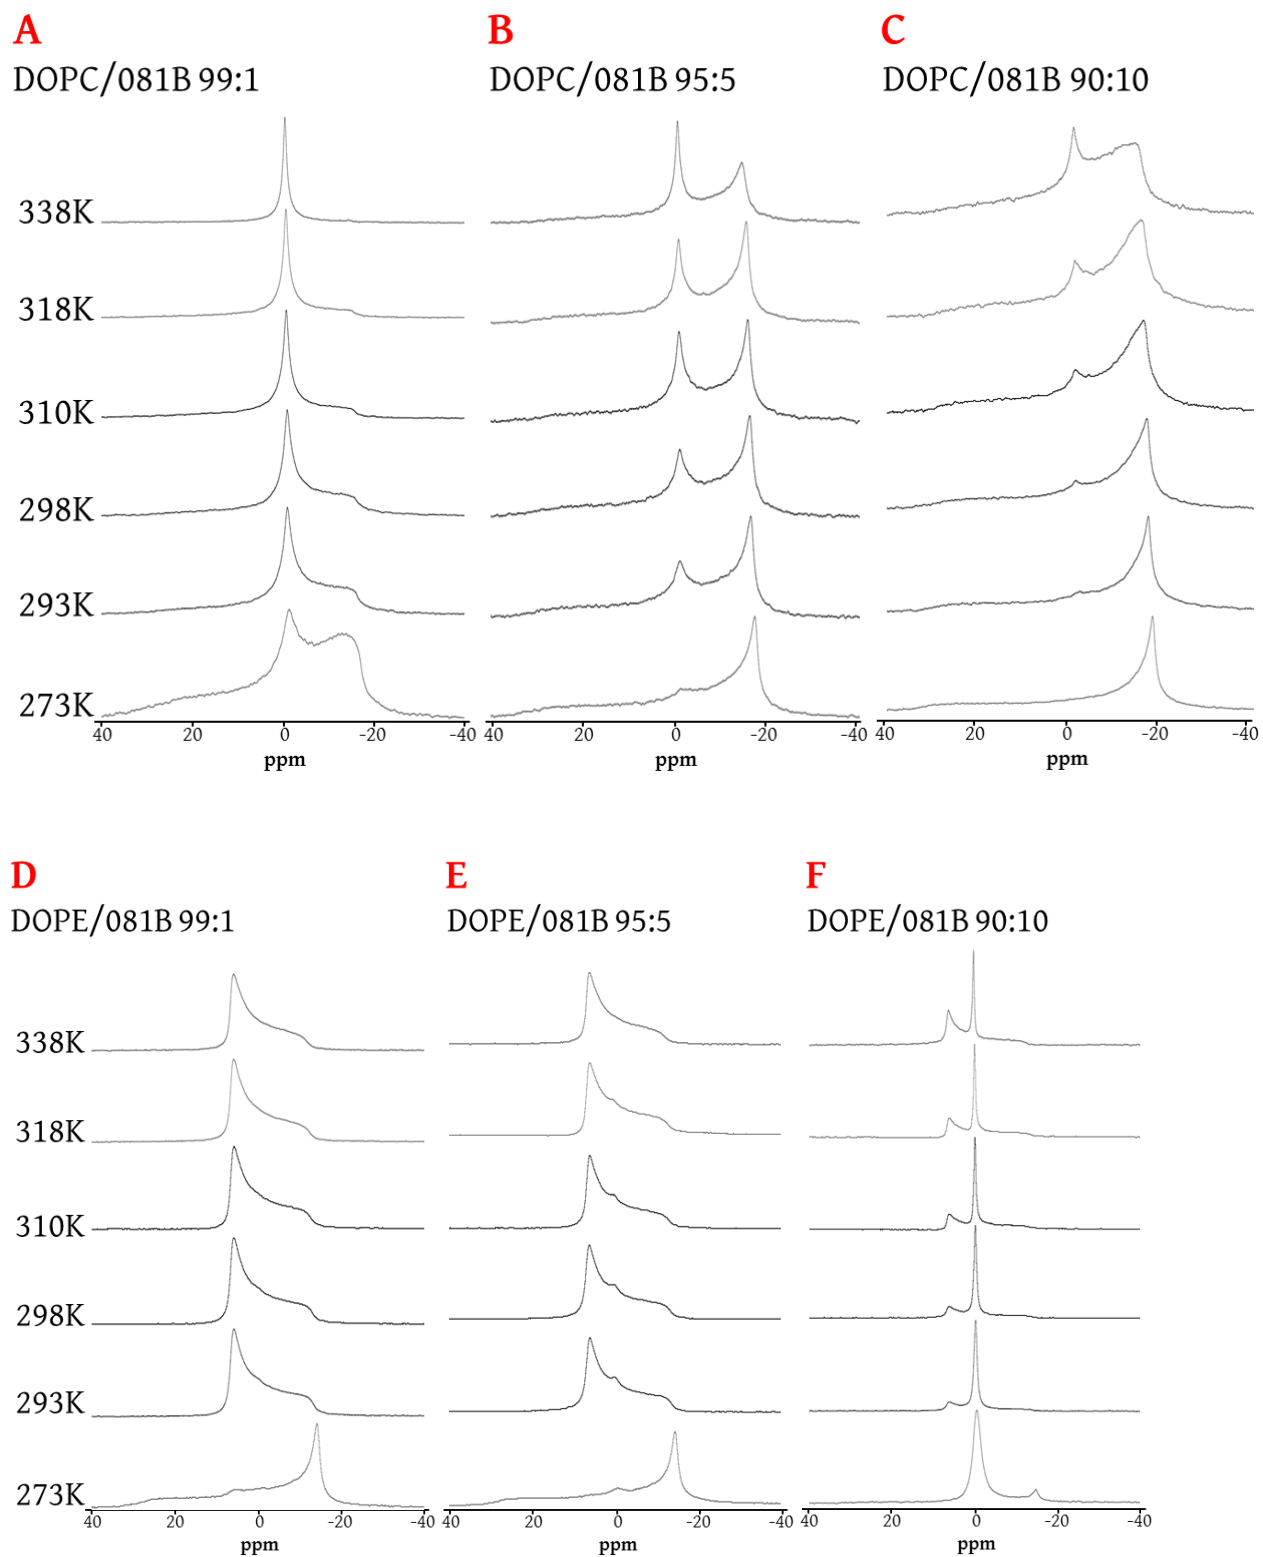 A B C
DOPC/081B 99:1 DOPC/081B 95:5 DOPC/081B 90:10
338K
318K
310K
298K
293K
273K
40 20 0 -20 -40 40 20 0 -20 -40 40 20 0 -20 -40
ppm ppm ppm
D E F
DOPE/081B 99:1 DOPE/081B 95:5 DOPE/081B 90:10
338K
318K
310K
298K
293K
273K
40 20 0 -20 -40 40 20 0 -20 -40 40 20 0 -20 -40
ppm ppm ppm